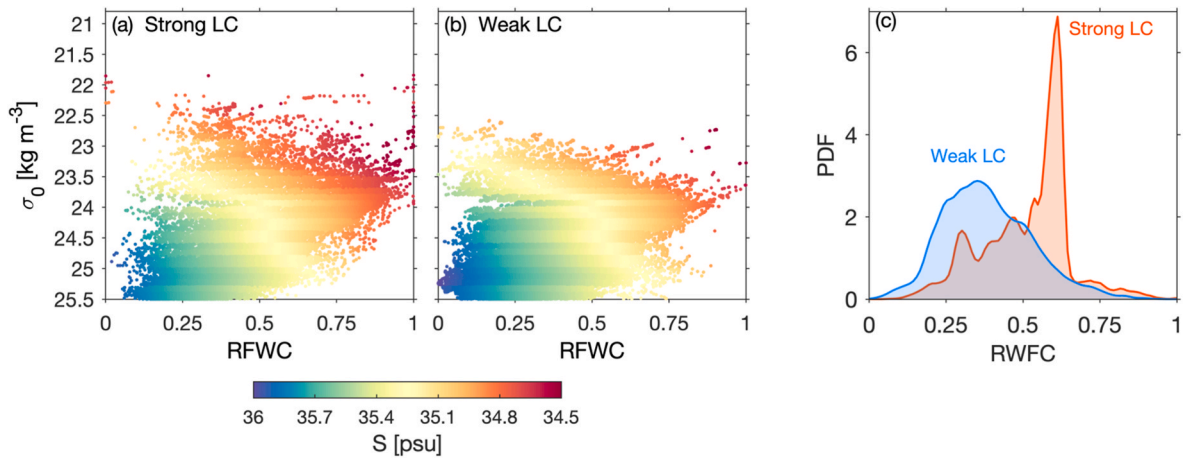 (a) Strong LC
(b) Weak LC
(c)
21
21.5
22
22.5
23
23.5
24
24.5
25
25.5
σ0 [kg m−3]
0 0.25 0.5 0.75 1
RFWC
0 0.25 0.5 0.75 1
RFWC
36 35.7 35.4 35.1 34.8 34.5
S [psu]
Strong LC
Weak LC
6
4
2
0
PDF
0 0.25 0.5 0.75 1
RWFC